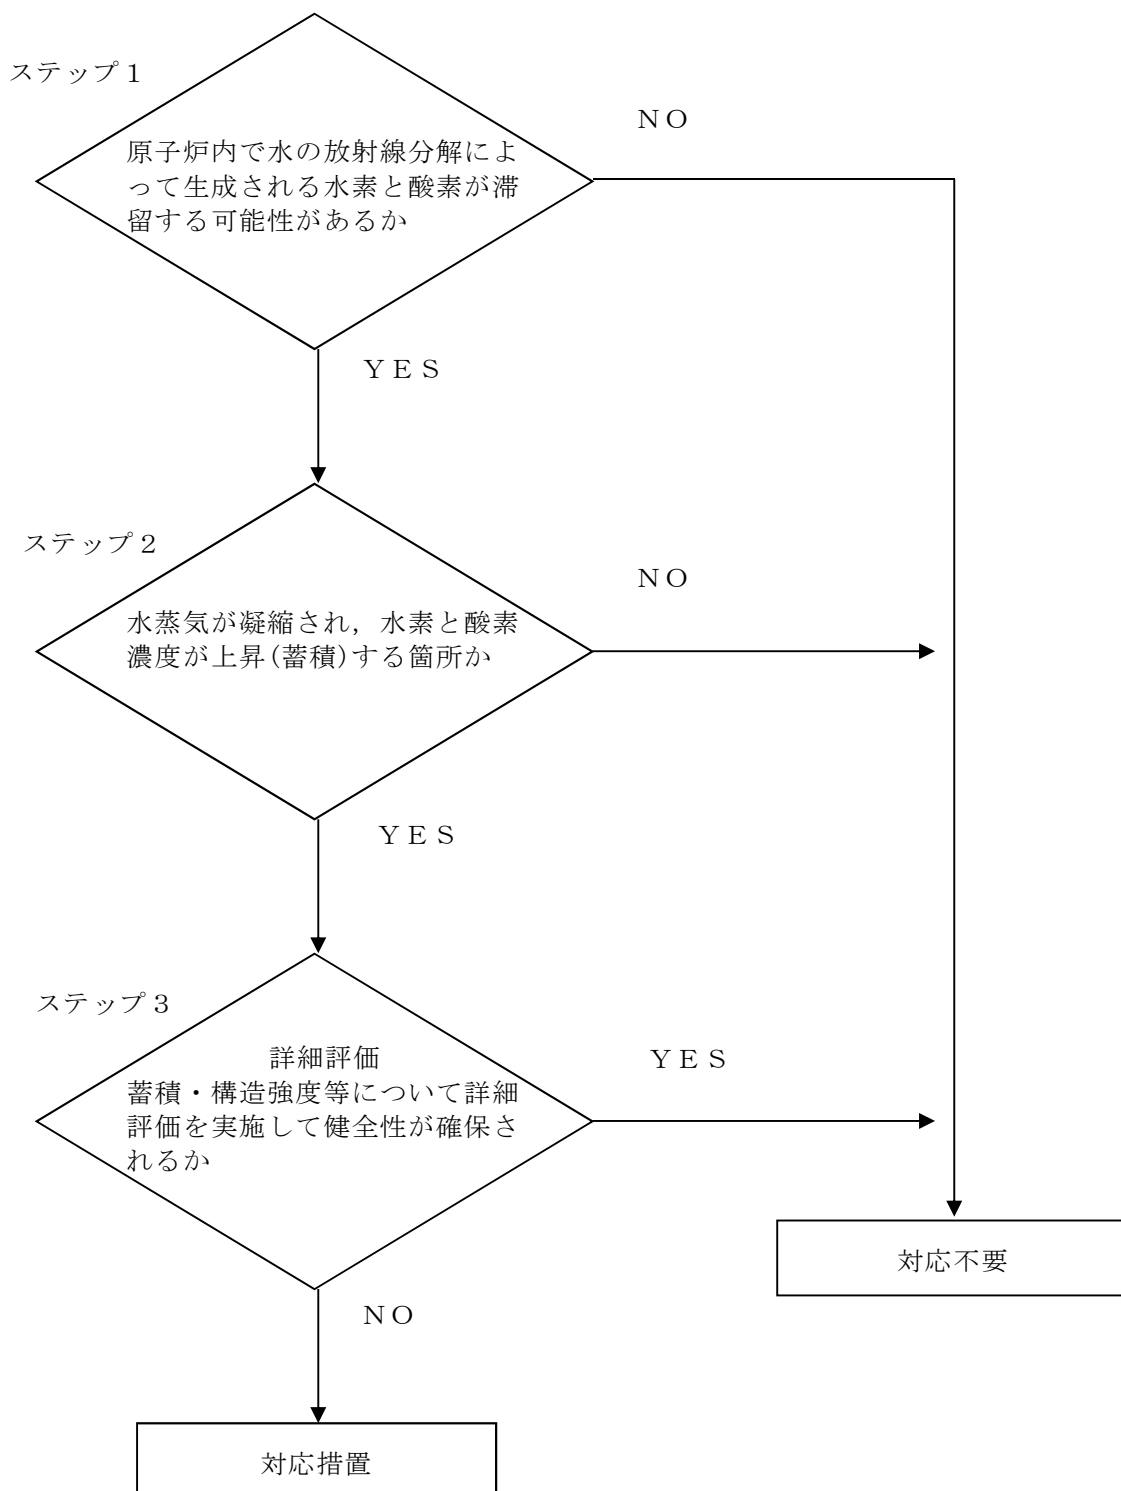 ステップ１
ＮＯ
原子炉内で水の放射線分解によ
って生成される水素と酸素が滞
留する可能性があるか
ＹＥＳ
ステップ２
ＮＯ
水蒸気が凝縮され，水素と酸素
濃度が上昇(蓄積)する箇所か
ＹＥＳ
ステップ３
詳細評価
ＹＥＳ
蓄積・構造強度等について詳細
評価を実施して健全性が確保さ
れるか
対応不要
ＮＯ
対応措置